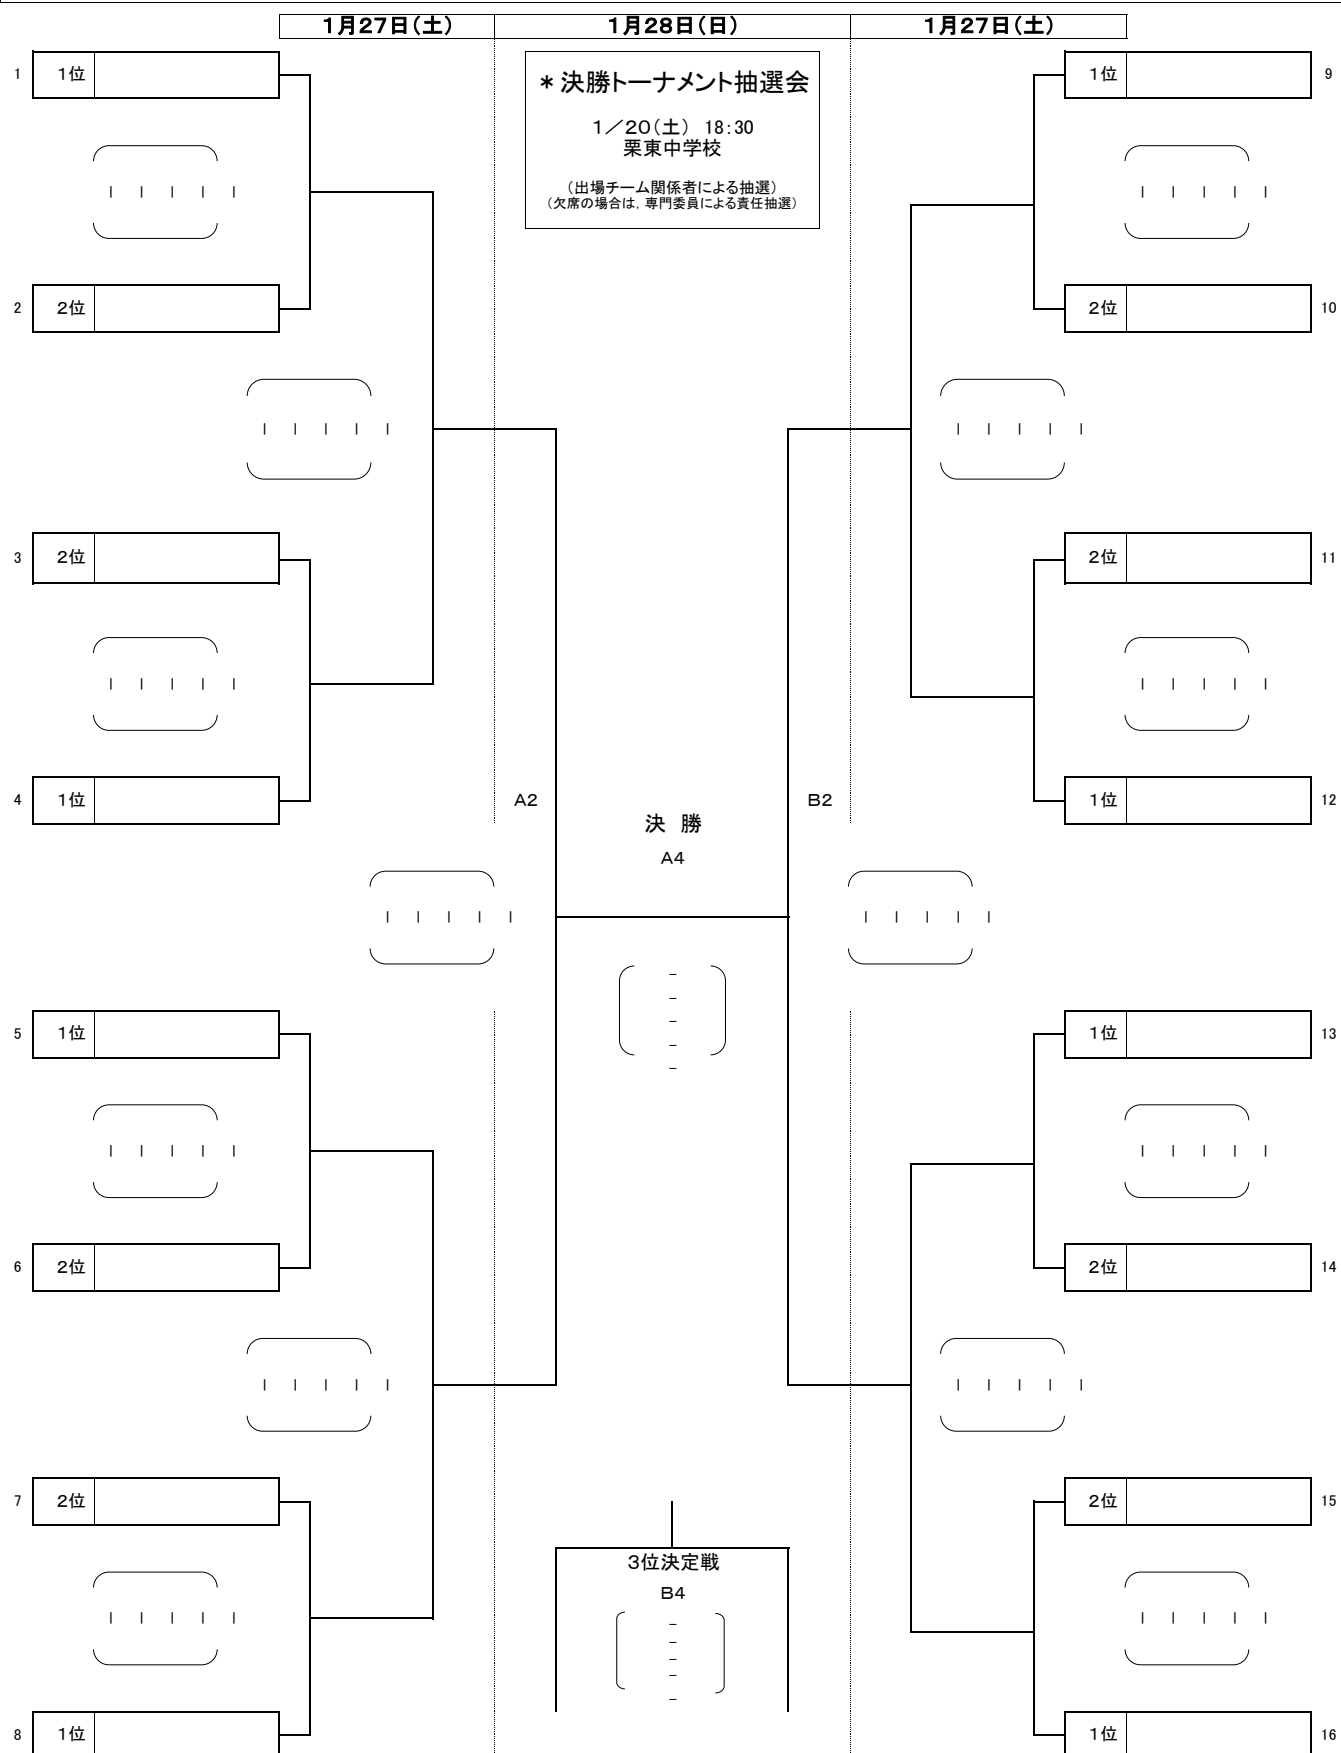 1月27日(土) 1月28日(日) 1月27日(土)
1 1位
1位 9
＊決勝トーナメント抽選会
1／20(土) 18:30
栗東中学校
(出場チーム関係者による抽選)
(欠席の場合は, 専門委員による責任抽選)
2 2位
2位 10
3 2位
2位 11
4 1位
1位 12
A2
B2
決 勝
A4
5 1位
1位 13
6 2位
2位 14
7 2位
2位 15
3位決定戦
B4
8 1位
1位 16